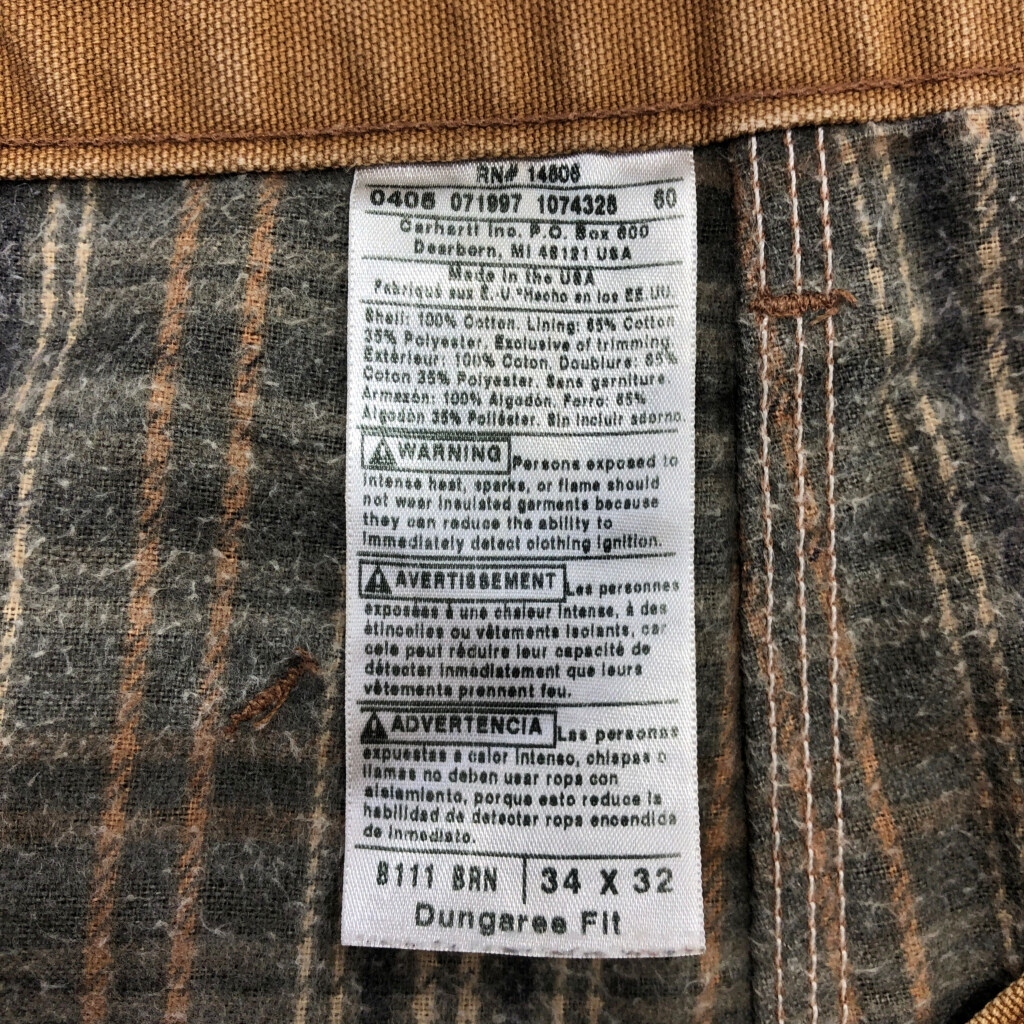 RN# 14806
0406 071997 1074328 60
Carhartt Inc. P.O. Box 600
Dearborn, MI 48121 USA
Made in the USA
Fabriqué aux E. U. *Hecho en los EE.UU.
Shell: 100% Cotton. Lining: 65% Cotton
35% Polyester. Exclusive of trimming
Extérieur: 100% Coton. Doublure: 65%
Coton 35% Polyester. Sans garniture.
Armazón: 100% Algodón. Forro: 65%
Algodón 35% Poliéster. Sin incluir adorno
WARNING Persons exposed to
intense heat, sparks, or flame should
not wear insulated garments because
they can reduce the ability to
immediately detect clothing ignition.
AVERTISSEMENT Les personnes
exposées à une chaleur intense, à des
étincelles ou vêtements isolants, car
cela peut réduire leur capacité de
détecter immédiatement que leurs
vêtements prennent feu.
ADVERTENCIA Las personas
expuestas a calor intenso, chispas o
llamas no deben usar ropa con
aislamiento, porque esto reduce la
habilidad de detectar ropa encendida
de inmediato.
B111 BRN 34 X 32
Dungaree Fit